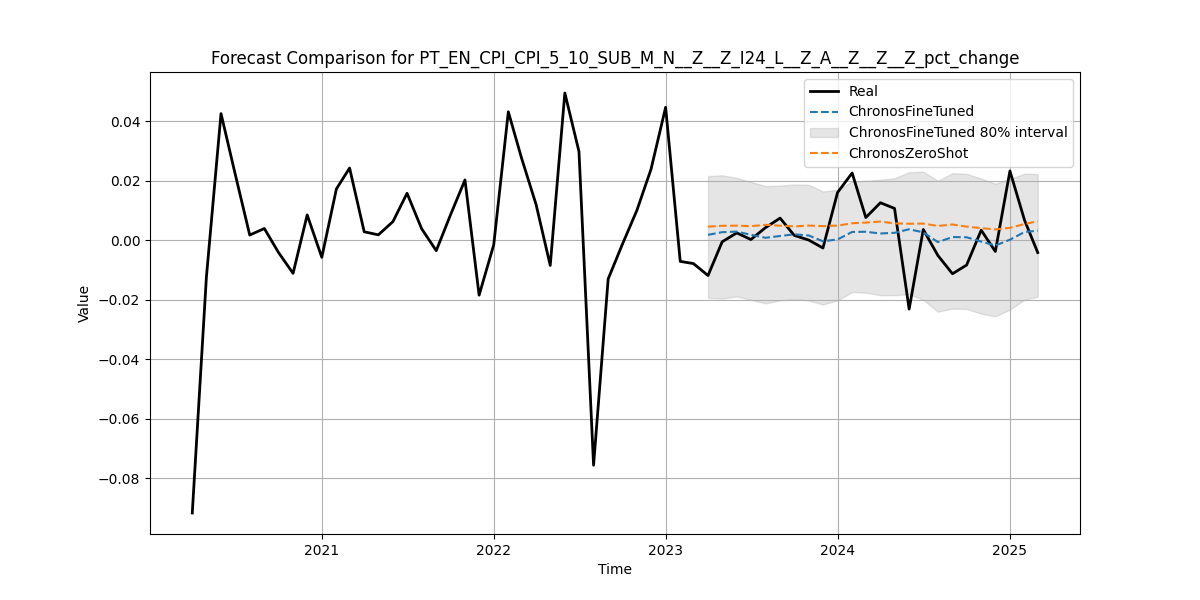 Forecast Comparison for PT_EN_CPI_CPI_5_10_SUB_M_N__Z__Z_I24_L__Z_A__Z__Z__Z_pct_change
Real
ChronosFineTuned
ChronosFineTuned 80% interval
ChronosZeroShot
0.04
0.02
0.00
−0.02
−0.04
−0.06
−0.08
Value
2021
2022
2023
2024
2025
Time